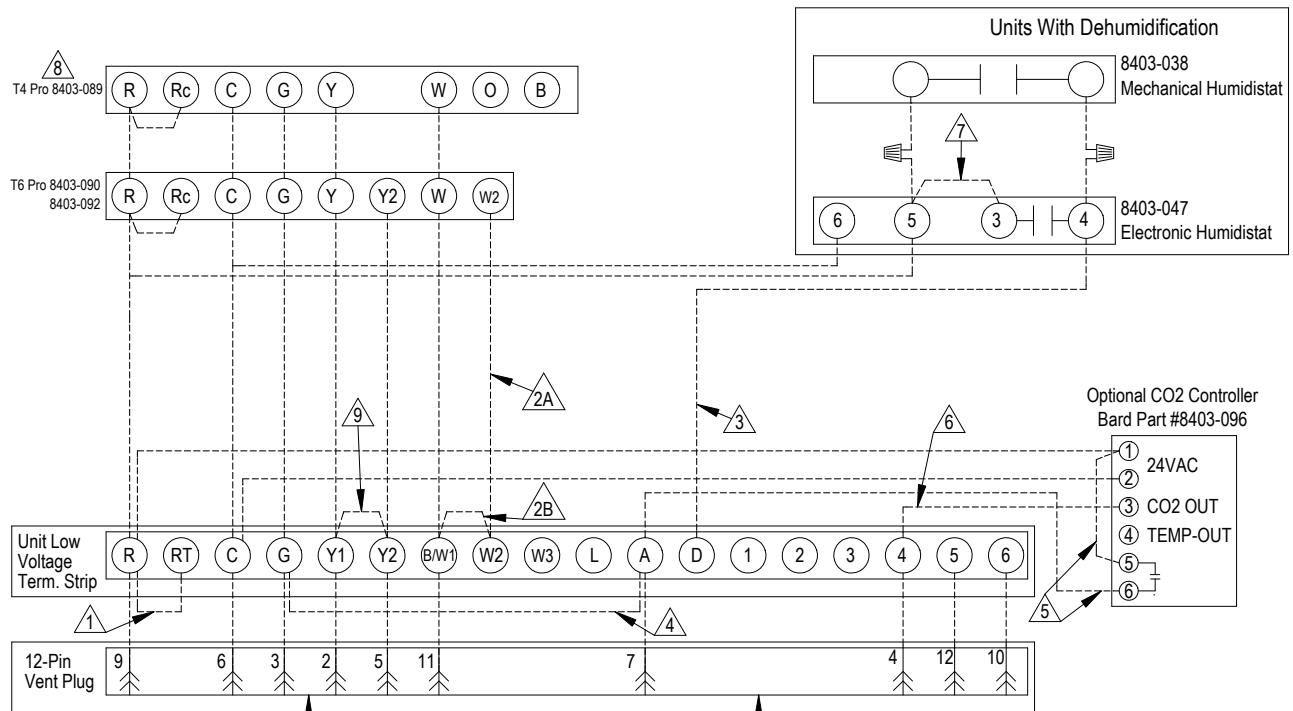 Units With Dehumidification
8
T4 Pro 8403-089
R Rc C G Y W O B
8403-038
Mechanical Humidistat
7
T6 Pro 8403-090
8403-092
R Rc C G Y Y2 W W2
6 5 3 4
8403-047
Electronic Humidistat
2A
9
3
6
2B
Optional CO2 Controller
Bard Part #8403-096
1
24VAC
2
3 CO2 OUT
4 TEMP-OUT
5
6
5
Unit Low
Voltage
Term. Strip
R RT C G Y1 Y2 B/W1 W2 W3 L A D 1 2 3 4 5 6
1
4
12-Pin
Vent Plug
9 6 3 2 5 11 7 4 12 10